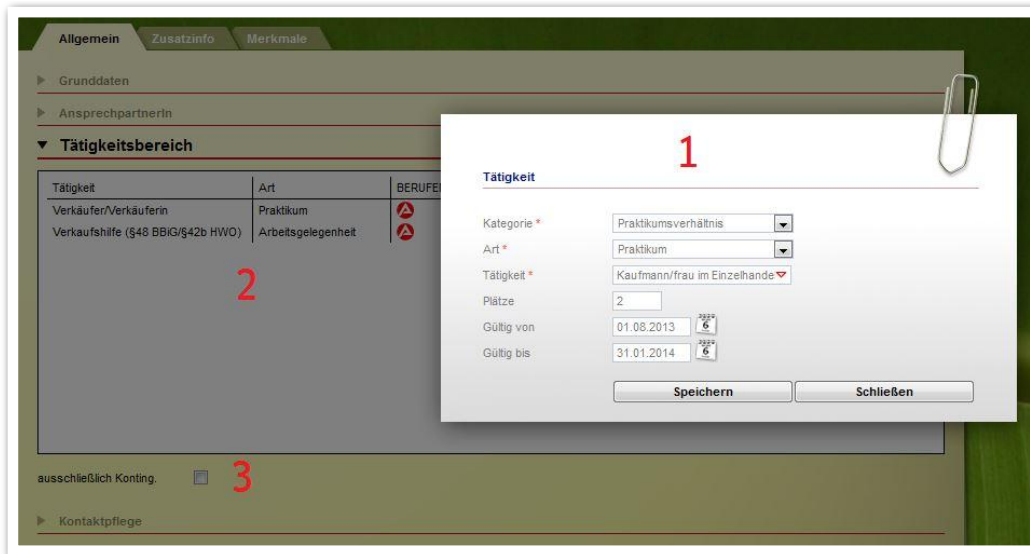 Allgemein Zusatzinfo Merkmale
Grunddaten
AnsprechpartnerIn
Tätigkeitsbereich
Tätigkeit Art
Verkäufer/Verkäuferin Praktikum
Verkaufshilfe (§48 BBiG/§42b HWO) Arbeitsgelegenheit
2
1
Tätigkeit
Kategorie * Praktikumsverhältnis
Art * Praktikum
Tätigkeit * Kaufmann/frau im Einzelhande
Plätze 2
Gültig von 01.08.2013
Gültig bis 31.01.2014
Speichern Schließen
ausschließlich Konting. 3
Kontaktpflege